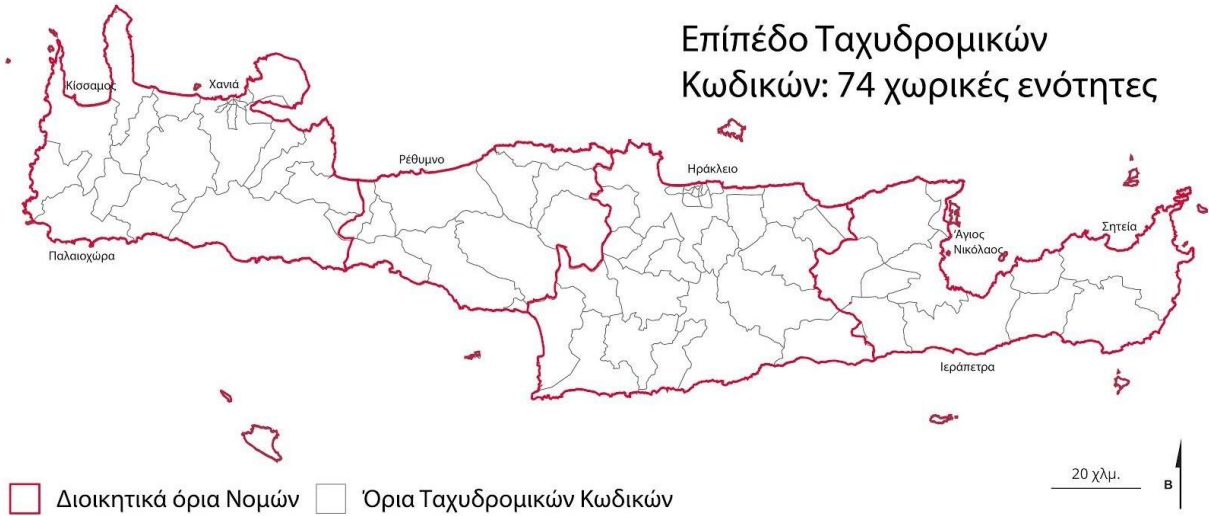 Επίπέδο Ταχυδρομικών
Κωδικών: 74 χωρικές ενότητες
Κίσσαμος
Χανιά
Ρέθυμνο
Ηράκλειο
Άγιος
Νικόλαος
Σητεία
Παλαιοχώρα
Ιεράπετρα
20 χλμ.
Β
Διοικητικά όρια Νομών
Όρια Ταχυδρομικών Κωδικών